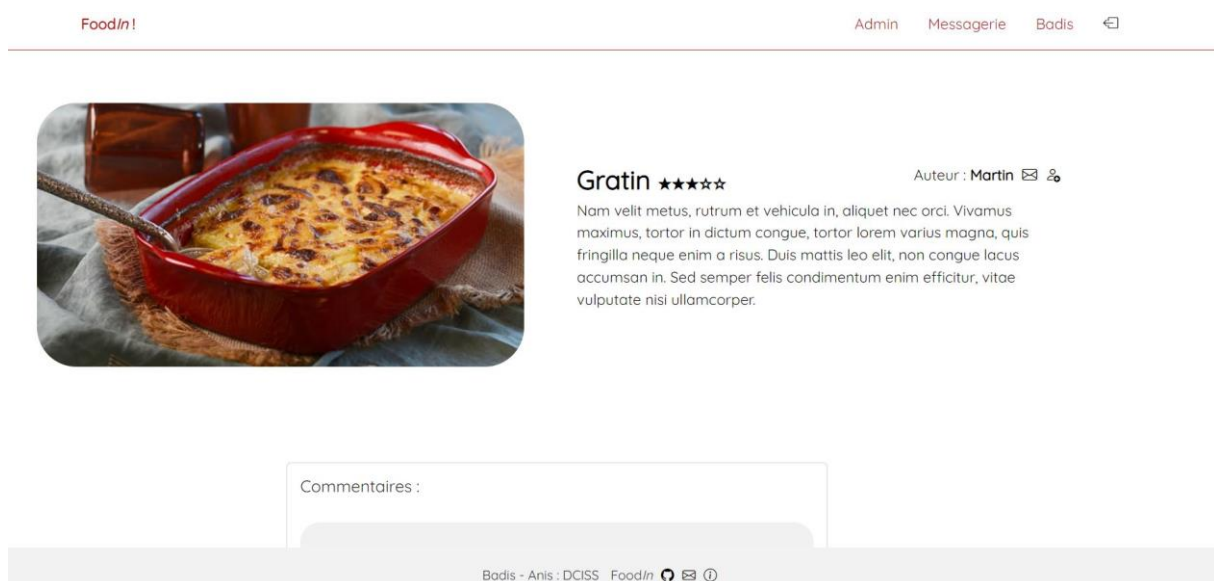 FoodIn !
Admin Messagerie Badis
Gratin ★★★☆☆
Auteur : Martin
Nam velit metus, rutrum et vehicula in, aliquet nec orci. Vivamus
maximus, tortor in dictum congue, tortor lorem varius magna, quis
fringilla neque enim a risus. Duis mattis leo elit, non congue lacus
accumsan in. Sed semper felis condimentum enim efficitur, vitae
vulputate nisi ullamcorper.
Commentaires :
Badis - Anis : DCISS FoodIn